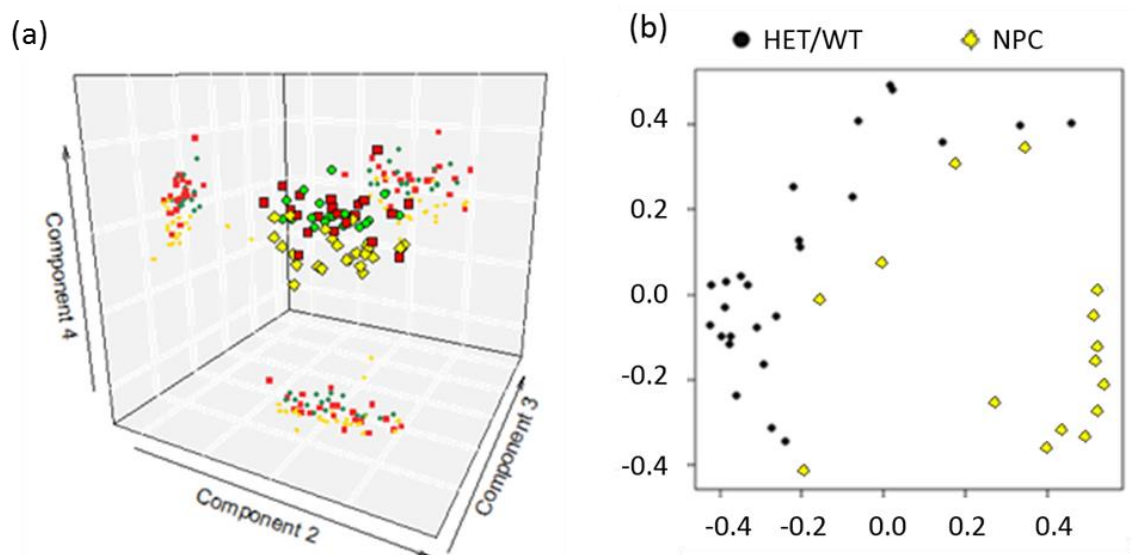 (a)
Component 4
Component 2
Component 3
(b)
HET/WT NPC
0.4
0.2
0.0
-0.2
-0.4
-0.4 -0.2 0.0 0.2 0.4